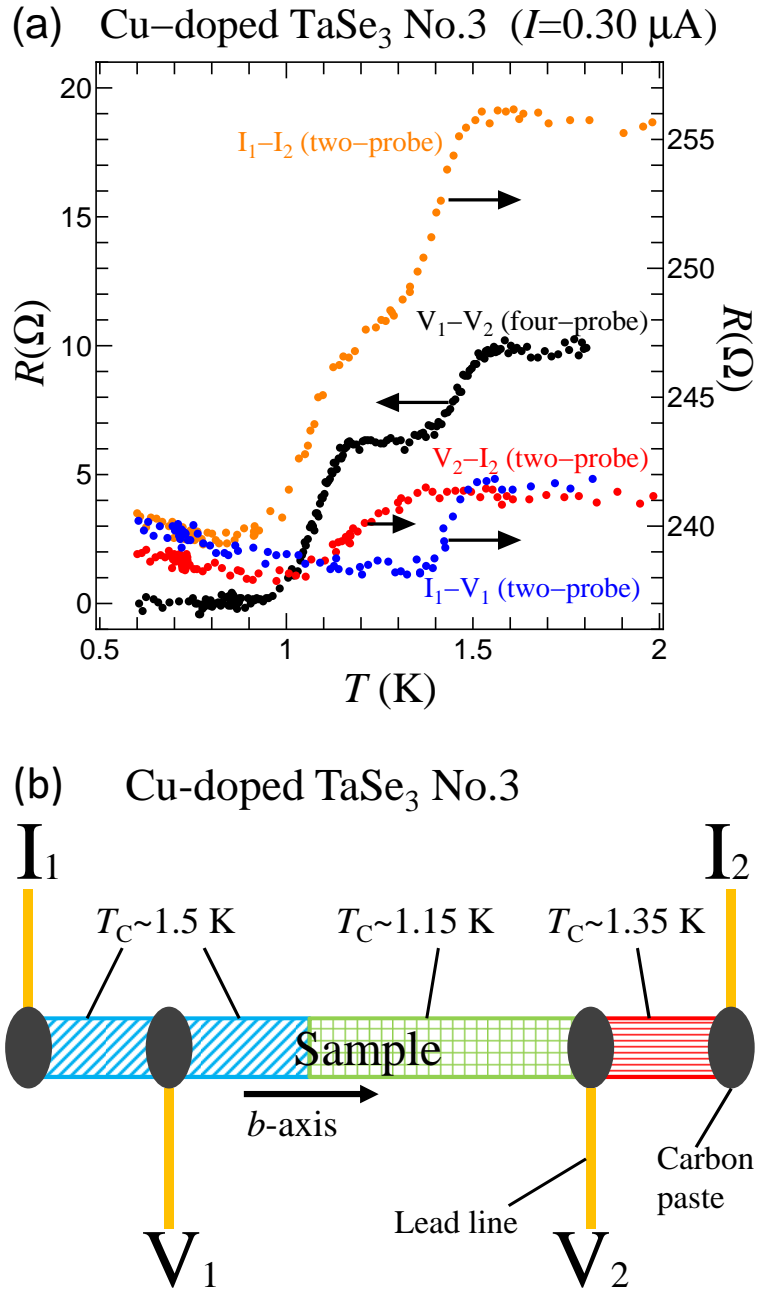 (a) Cu−doped TaSe3 No.3 (I=0.30 μA)
20
15
10
5
0
R(Ω)
255
250
245
240
R(Ω)
I1−I2 (two−probe)
V1−V2 (four−probe)
V2−I2 (two−probe)
I1−V1 (two−probe)
0.5 1 1.5 2
T (K)
(b) Cu-doped TaSe3 No.3
I1 I2
TC~1.5 K TC~1.15 K TC~1.35 K
Sample
b-axis
Carbon
paste
Lead line
V1 V2